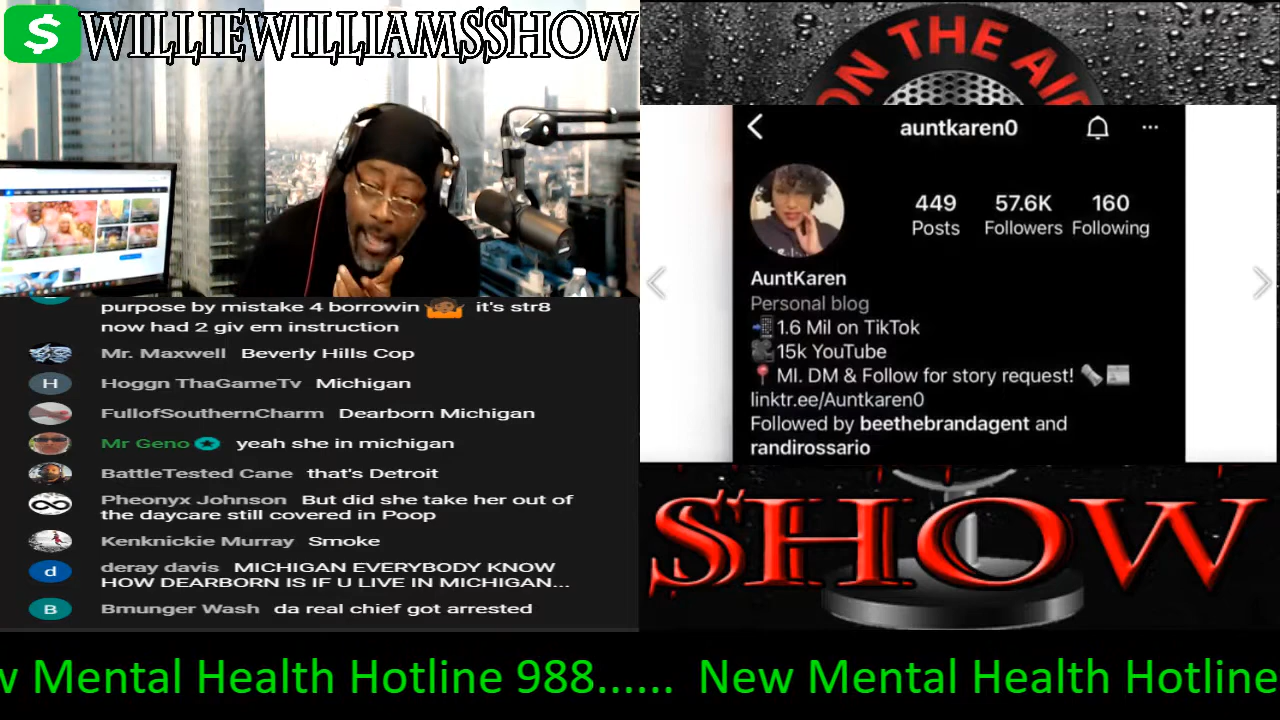 $ WILLIEWILLIAMSSHOW
ON THE AIR
auntkaren0
449
57.6K
160
Posts
Followers
Following
AuntKaren
Personal blog
1.6 Mil on TikTok
15k YouTube
MI. DM & Follow for story request!
linktr.ee/Auntkaren0
Followed by beethebrandagent and
randirossario
purpose by mistake 4 borrowin 🤷🏾 it's str8
now had 2 giv em instruction
Mr. Maxwell Beverly Hills Cop
H Hoggn ThaGameTv Michigan
FullofSouthernCharm Dearborn Michigan
Mr Geno yeah she in michigan
BattleTested Cane that's Detroit
Pheonyx Johnson But did she take her out of
the daycare still covered in Poop
Kenknickie Murray Smoke
d deray davis MICHIGAN EVERYBODY KNOW
HOW DEARBORN IS IF U LIVE IN MICHIGAN...
B Bmunger Wash da real chief got arrested
SHOW
w Mental Health Hotline 988...... New Mental Health Hotline